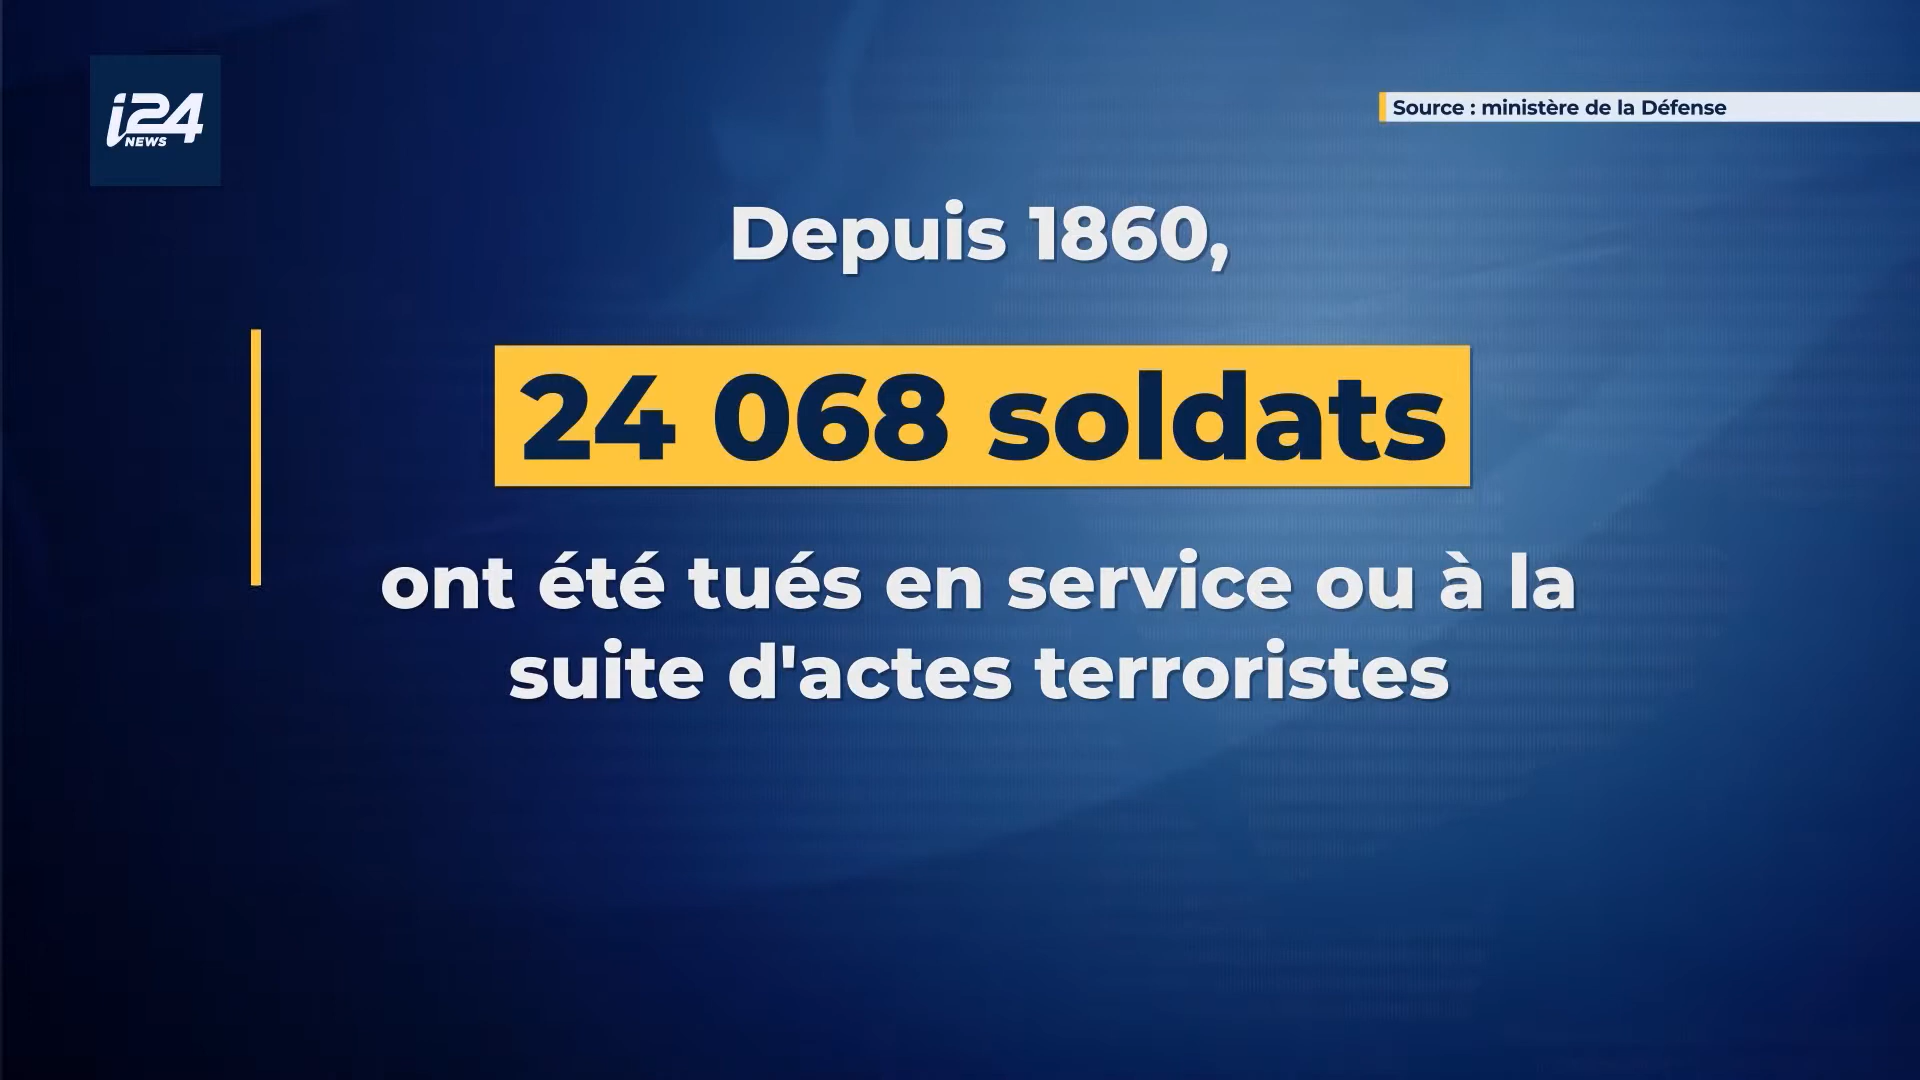 i24
NEWS
Source : ministère de la Défense
Depuis 1860,
24 068 soldats
ont été tués en service ou à la
suite d'actes terroristes